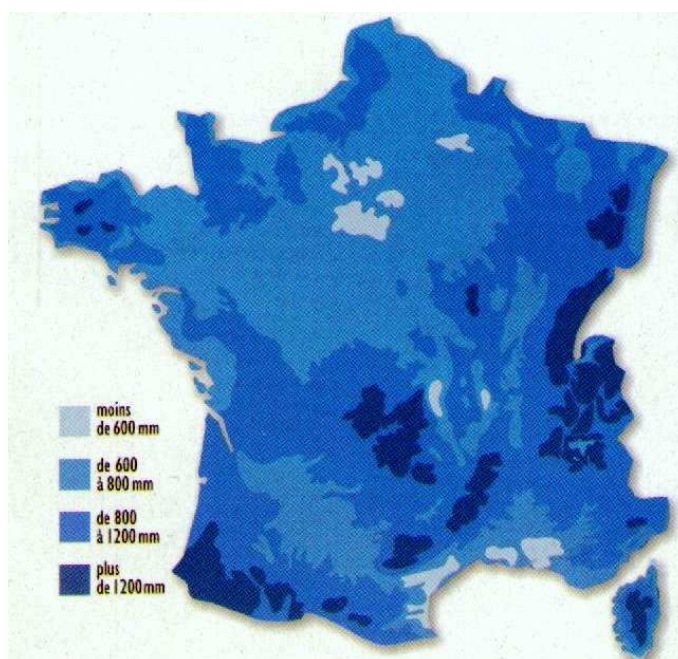 moins
de 600 mm
de 600
à 800 mm
de 800
à 1200 mm
plus
de 1200 mm